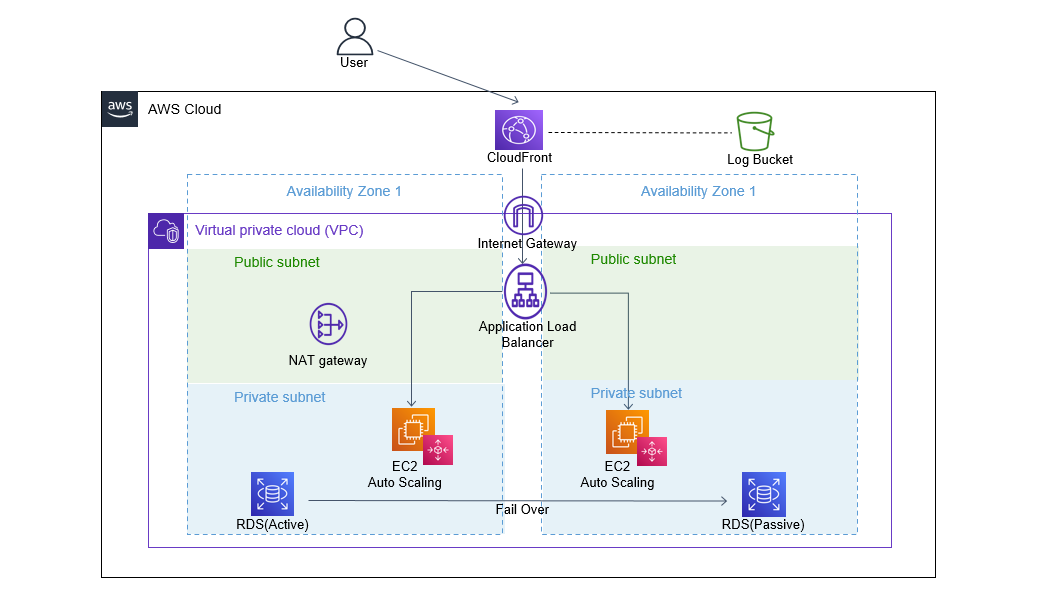 User
aws
AWS Cloud
CloudFront
Log Bucket
Availability Zone 1
Availability Zone 1
Virtual private cloud (VPC)
Internet Gateway
Public subnet
Public subnet
Application Load
Balancer
NAT gateway
Private subnet
Private subnet
EC2
Auto Scaling
EC2
Auto Scaling
Fail Over
RDS(Active)
RDS(Passive)